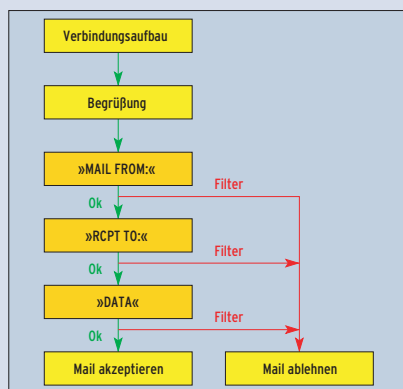 Verbindungsaufbau
Begrüßung
»MAIL FROM:«
Filter
Ok
»RCPT TO:«
Filter
Ok
»DATA«
Filter
Ok
Mail akzeptieren
Mail ablehnen